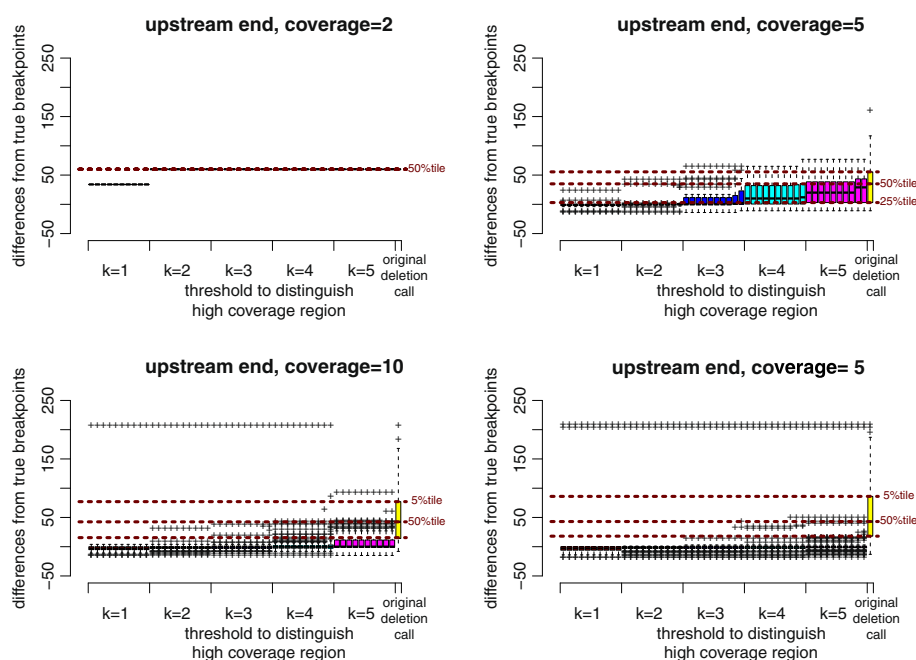 upstream end, coverage=2
differences from true breakpoints
250
150
50
−50
50%tile
k=1
k=2
k=3
k=4
k=5
original
deletion
call
threshold to distinguish
high coverage region
upstream end, coverage=5
differences from true breakpoints
250
150
50
−50
50%tile
25%tile
k=1
k=2
k=3
k=4
k=5
original
deletion
call
threshold to distinguish
high coverage region
upstream end, coverage=10
differences from true breakpoints
250
150
50
−50
5%tile
50%tile
k=1
k=2
k=3
k=4
k=5
original
deletion
call
threshold to distinguish
high coverage region
upstream end, coverage= 5
differences from true breakpoints
250
150
50
−50
5%tile
50%tile
k=1
k=2
k=3
k=4
k=5
original
deletion
call
threshold to distinguish
high coverage region